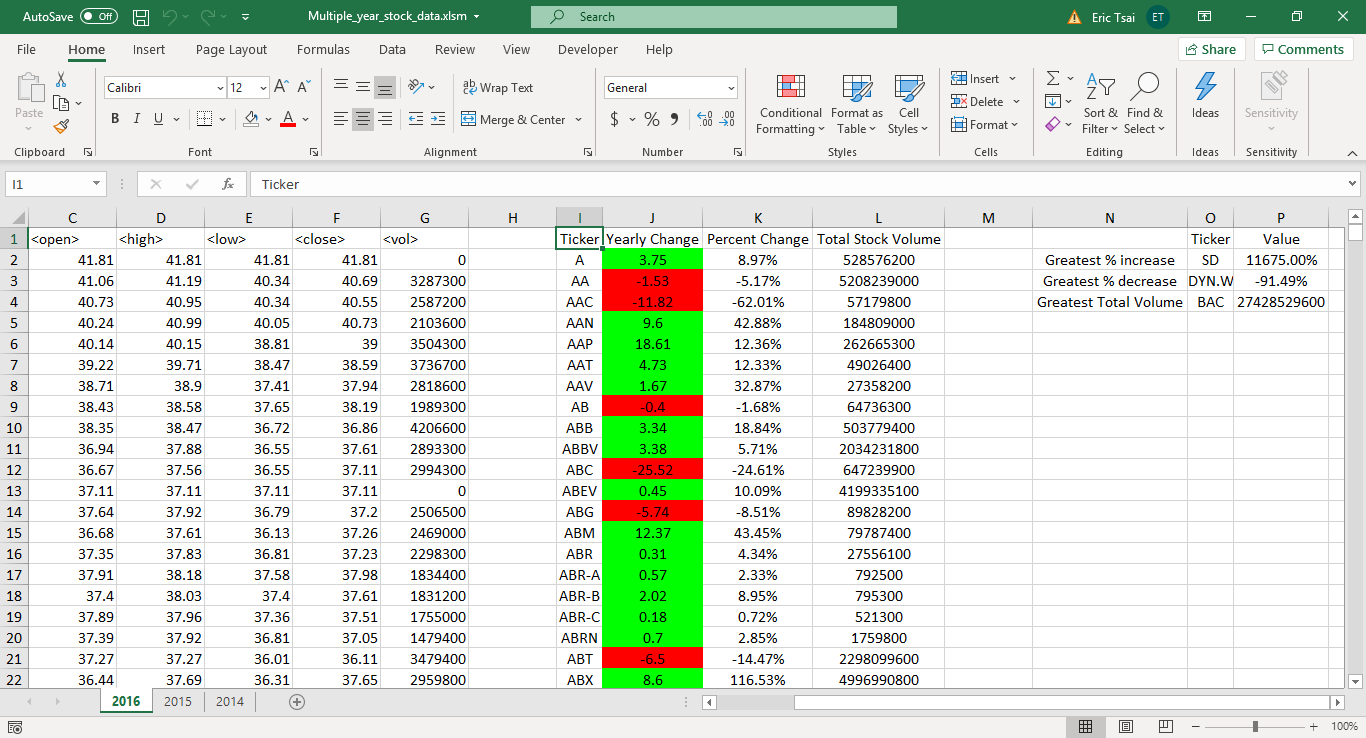 AutoSave Off Multiple_year_stock_data.xlsm Search Eric Tsai ET
File Home Insert Page Layout Formulas Data Review View Developer Help Share Comments
Paste Calibri 12 A A ab Wrap Text General Conditional Formatting Format as Table Cell Styles Insert Delete Format Sort & Filter Find & Select Ideas Sensitivity
B I U A Merge & Center $ % 9 .00 .00
Clipboard Font Alignment Number Styles Cells Editing Ideas Sensitivity
I1 fx Ticker
C D E F G H I J K L M N O P
1 <open> <high> <low> <close> <vol> Ticker Yearly Change Percent Change Total Stock Volume Ticker Value
2 41.81 41.81 41.81 41.81 0 A 3.75 8.97% 528576200 Greatest % increase SD 11675.00%
3 41.06 41.19 40.34 40.69 3287300 AA -1.53 -5.17% 5208239000 Greatest % decrease DYN.W -91.49%
4 40.73 40.95 40.34 40.55 2587200 AAC -11.82 -62.01% 57179800 Greatest Total Volume BAC 27428529600
5 40.24 40.99 40.05 40.73 2103600 AAN 9.6 42.88% 184809000
6 40.14 40.15 38.81 39 3504300 AAP 18.61 12.36% 262665300
7 39.22 39.71 38.47 38.59 3736700 AAT 4.73 12.33% 49026400
8 38.71 38.9 37.41 37.94 2818600 AAV 1.67 32.87% 27358200
9 38.43 38.58 37.65 38.19 1989300 AB -0.4 -1.68% 64736300
10 38.35 38.47 36.72 36.86 4206600 ABB 3.34 18.84% 503779400
11 36.94 37.88 36.55 37.61 2893300 ABBV 3.38 5.71% 2034231800
12 36.67 37.56 36.55 37.11 2994300 ABC -25.52 -24.61% 647239900
13 37.11 37.11 37.11 37.11 0 ABEV 0.45 10.09% 4199335100
14 37.64 37.92 36.79 37.2 2506500 ABG -5.74 -8.51% 89828200
15 36.68 37.61 36.13 37.26 2469000 ABM 12.37 43.45% 79787400
16 37.35 37.83 36.81 37.23 2298300 ABR 0.31 4.34% 27556100
17 37.91 38.18 37.58 37.98 1834400 ABR-A 0.57 2.33% 792500
18 37.4 38.03 37.4 37.61 1831200 ABR-B 2.02 8.95% 795300
19 37.89 37.96 37.36 37.51 1755000 ABR-C 0.18 0.72% 521300
20 37.39 37.92 36.81 37.05 1479400 ABRN 0.7 2.85% 1759800
21 37.27 37.27 36.01 36.11 3479400 ABT -6.5 -14.47% 2298099600
22 36.44 37.69 36.31 37.65 2959800 ABX 8.6 116.53% 4996990800
2016 2015 2014
100%